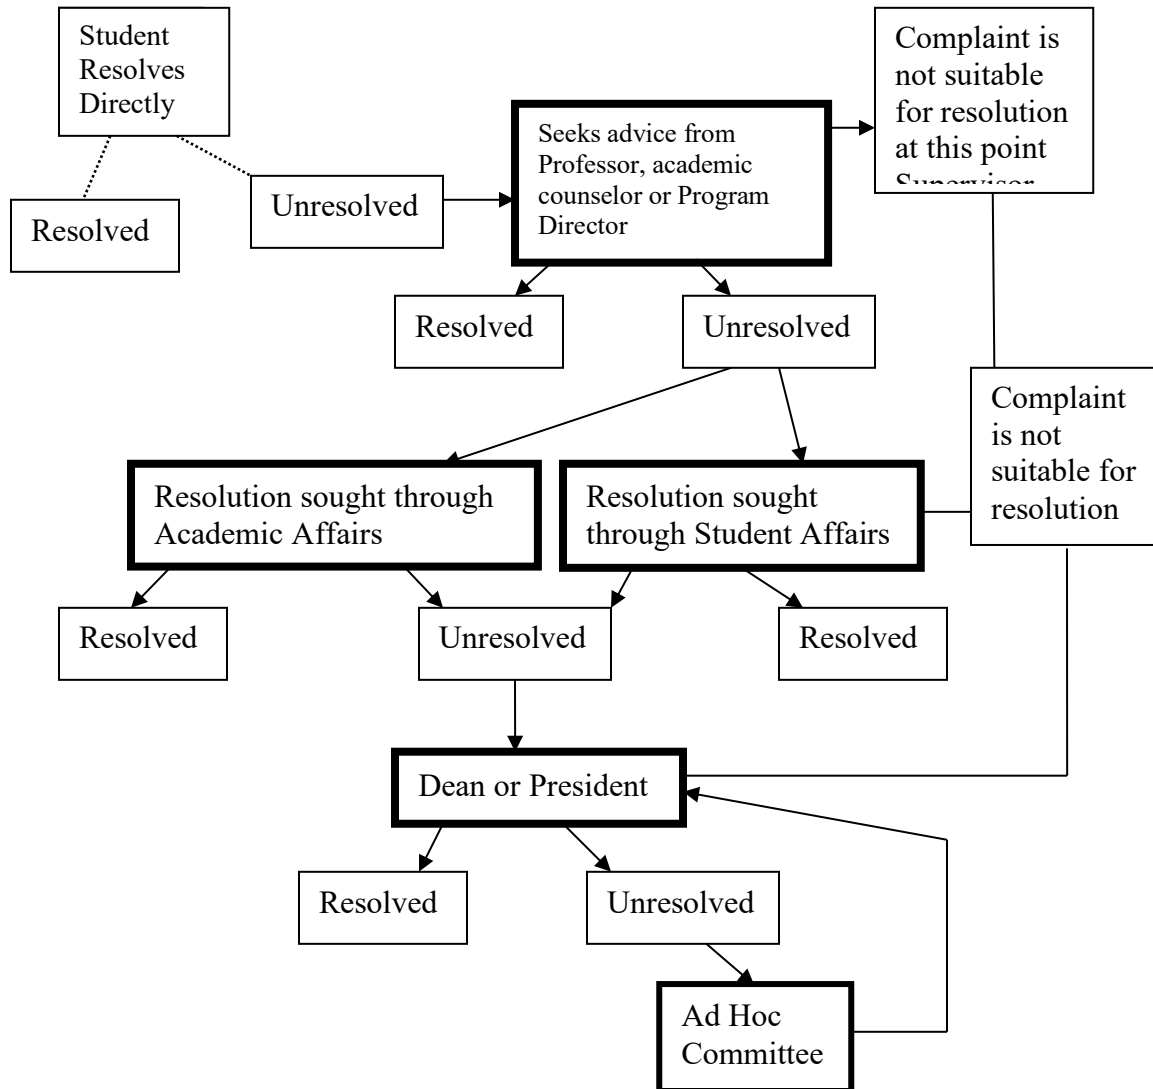 Student
Resolves
Directly
Complaint is
not suitable
for resolution
at this point
Supervisor
Seeks advice from
Professor, academic
counselor or Program
Director
Resolved
Unresolved
Resolved
Unresolved
Complaint
is not
suitable for
resolution
Resolution sought through
Academic Affairs
Resolution sought
through Student Affairs
Resolved
Unresolved
Resolved
Dean or President
Resolved
Unresolved
Ad Hoc
Committee